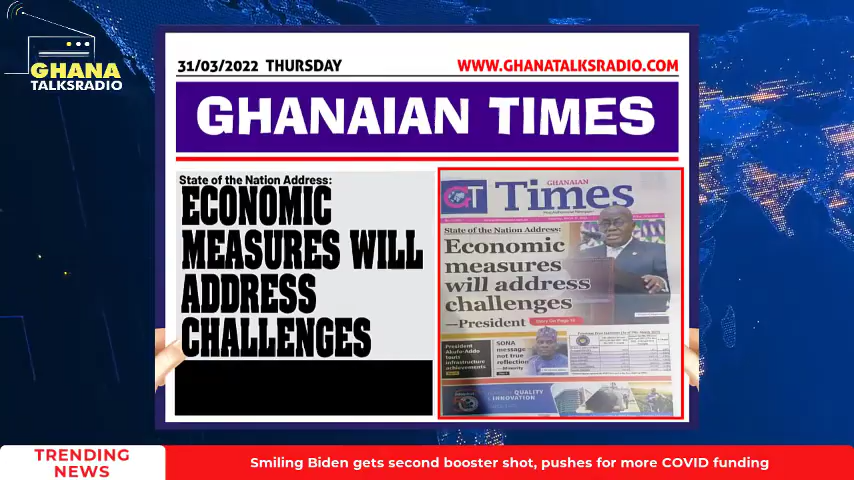 GHANA
TALKSRADIO
31/03/2022 THURSDAY
WWW.GHANATALKSRADIO.COM
GHANAIAN TIMES
State of the Nation Address:
ECONOMIC
MEASURES WILL
ADDRESS
CHALLENGES
GT
GHANAIAN
Times
State of the Nation Address:
Economic
measures
will address
challenges
—President
President
Akufo-Addo
touts
infrastructure
achievements
SONA
message
not true
reflection
—Minority
QUALITY
INNOVATION
TRENDING
NEWS
Smiling Biden gets second booster shot, pushes for more COVID funding